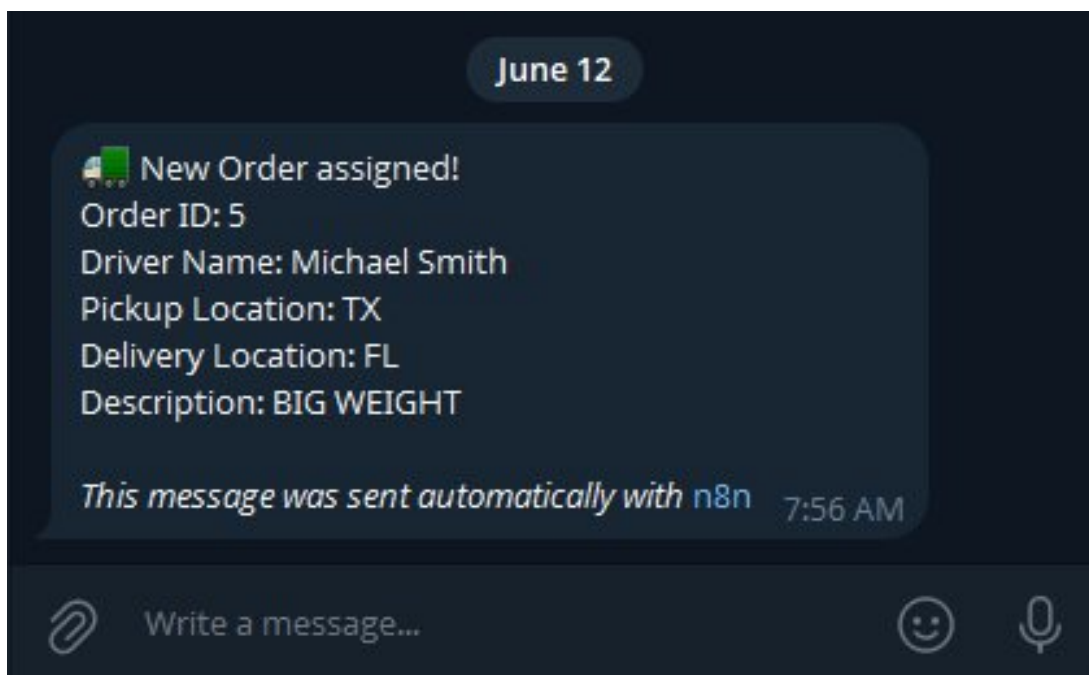 June 12
New Order assigned!
Order ID: 5
Driver Name: Michael Smith
Pickup Location: TX
Delivery Location: FL
Description: BIG WEIGHT
This message was sent automatically with n8n
7:56 AM
Write a message...